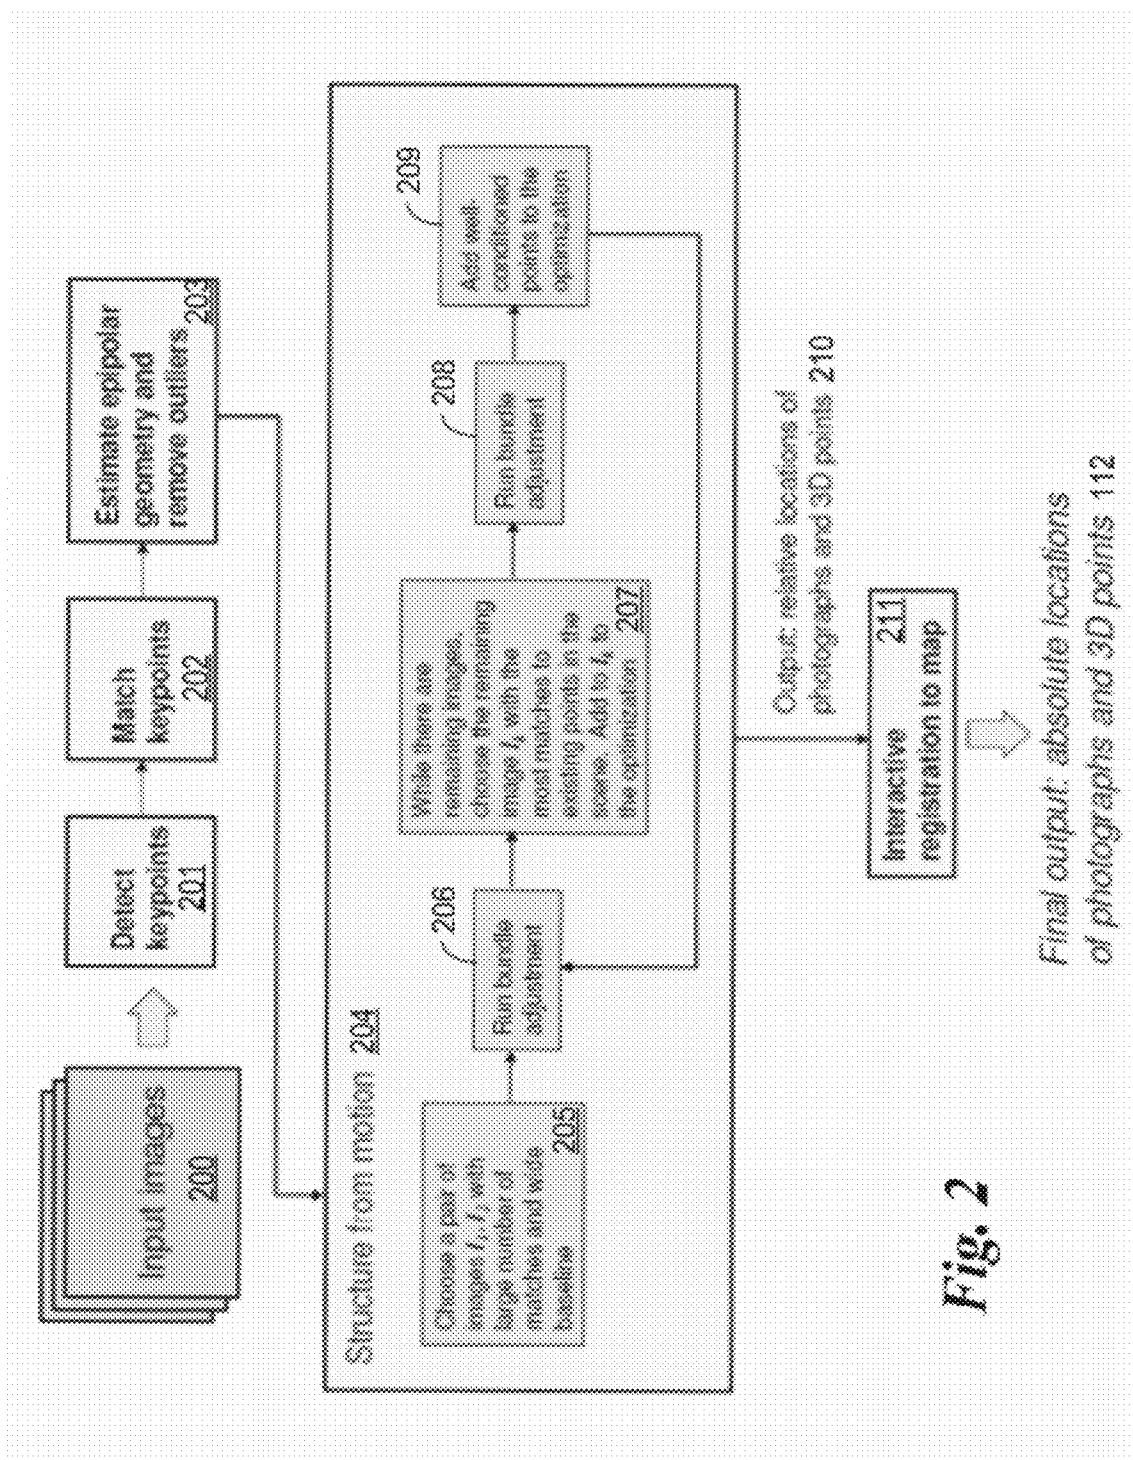 Input images
200
Detect
keypoints
201
Match
keypoints
202
Estimate epipolar
geometry and
remove outliers
203
Structure from motion 204
Choose a pair of
images I
, I
with
large number of
matches and wide
baseline
205
206
Run bundle
adjustment
While there are
remaining images,
choose the remaining
image Ik with the
most matches to
existing points in the
scene. Add to Ik to
the optimization
207
208
Run bundle
adjustment
209
Add well-
conditioned
points to the
optimization
Output: relative locations of
photographs and 3D points 210
Interactive 211
registration to map
Final output: absolute locations
of photographs and 3D points 112
Fig. 2